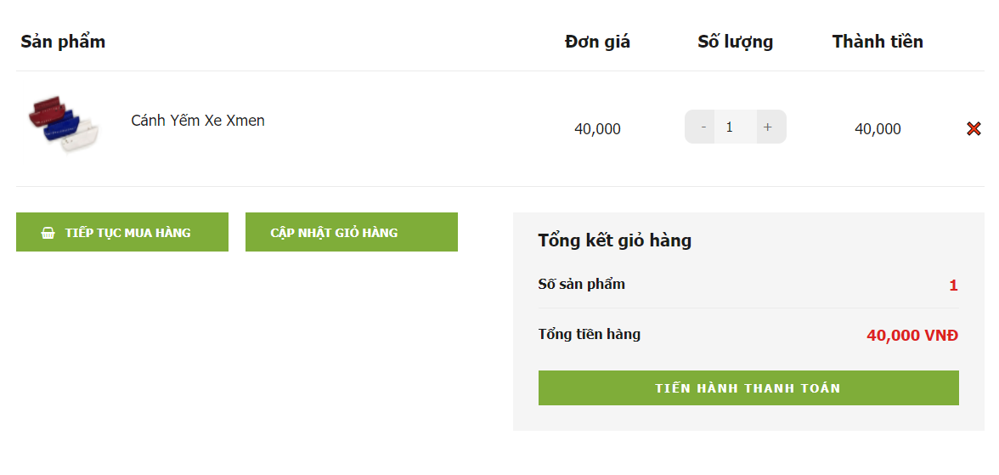 Sản phẩm Đơn giá Số lượng Thành tiền
Cánh Yếm Xe Xmen 40,000 - 1 + 40,000
TIẾP TỤC MUA HÀNG CẬP NHẬT GIỎ HÀNG
Tổng kết giỏ hàng
Số sản phẩm 1
Tổng tiền hàng 40,000 VNĐ
TIẾN HÀNH THANH TOÁN